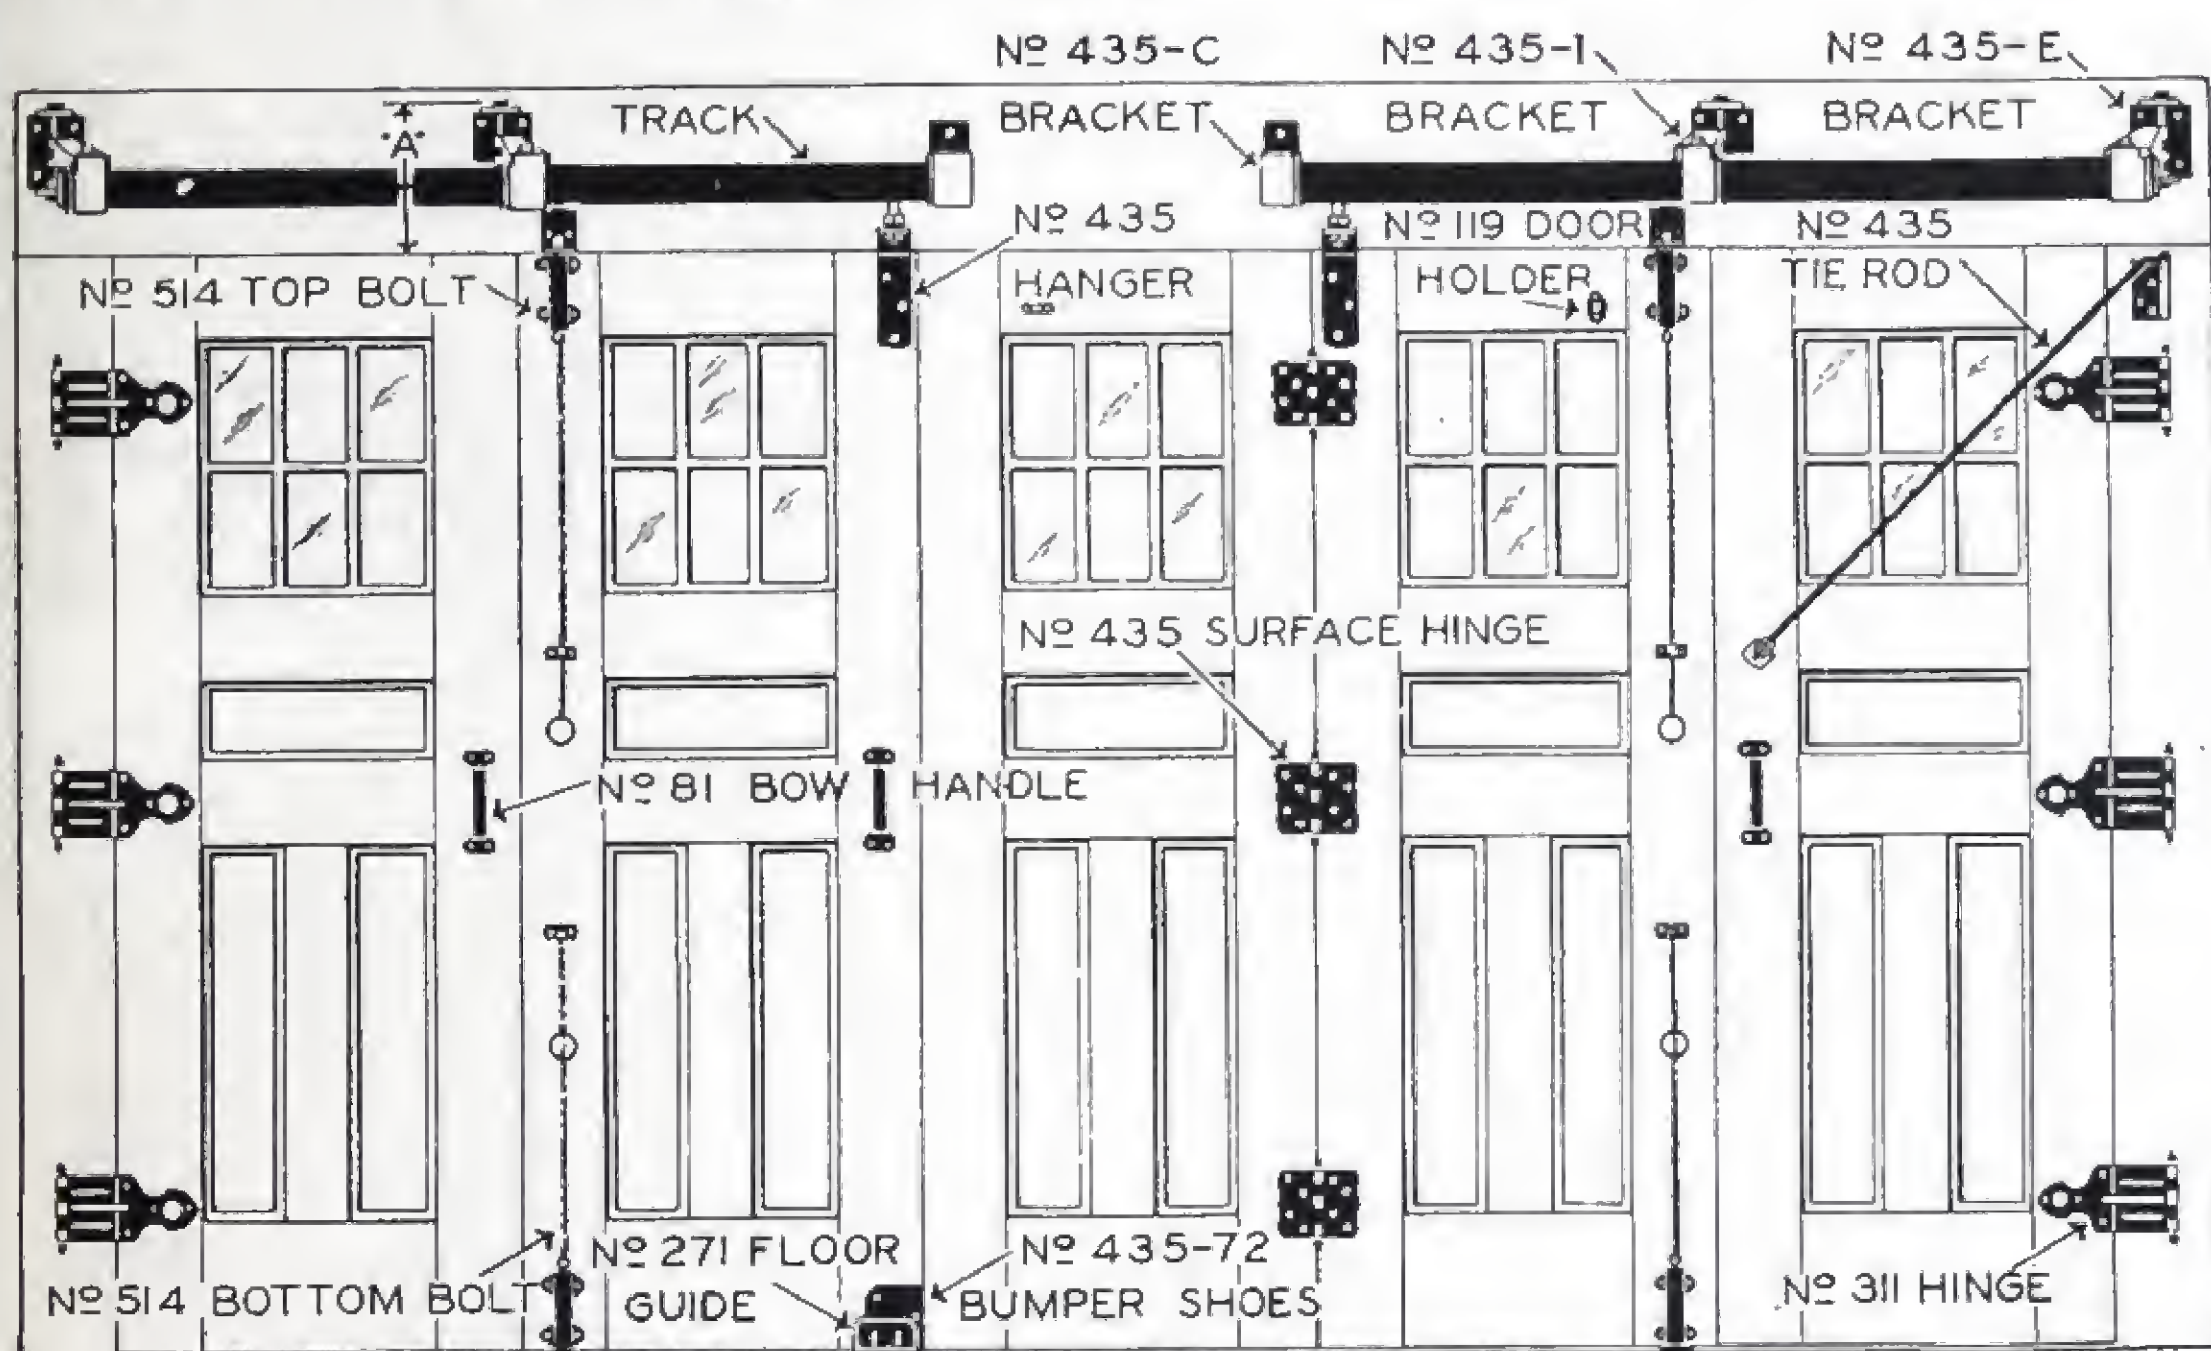 Nº 435-C
BRACKET
Nº 435-I
BRACKET
Nº 435-E
BRACKET
"A"
TRACK
Nº 435
HANGER
Nº 119 DOOR
HOLDER
Nº 435
TIE ROD
Nº 514 TOP BOLT
Nº 435 SURFACE HINGE
Nº 81 BOW HANDLE
Nº 271 FLOOR
GUIDE
Nº 435-72
BUMPER SHOES
Nº 514 BOTTOM BOLT
Nº 311 HINGE